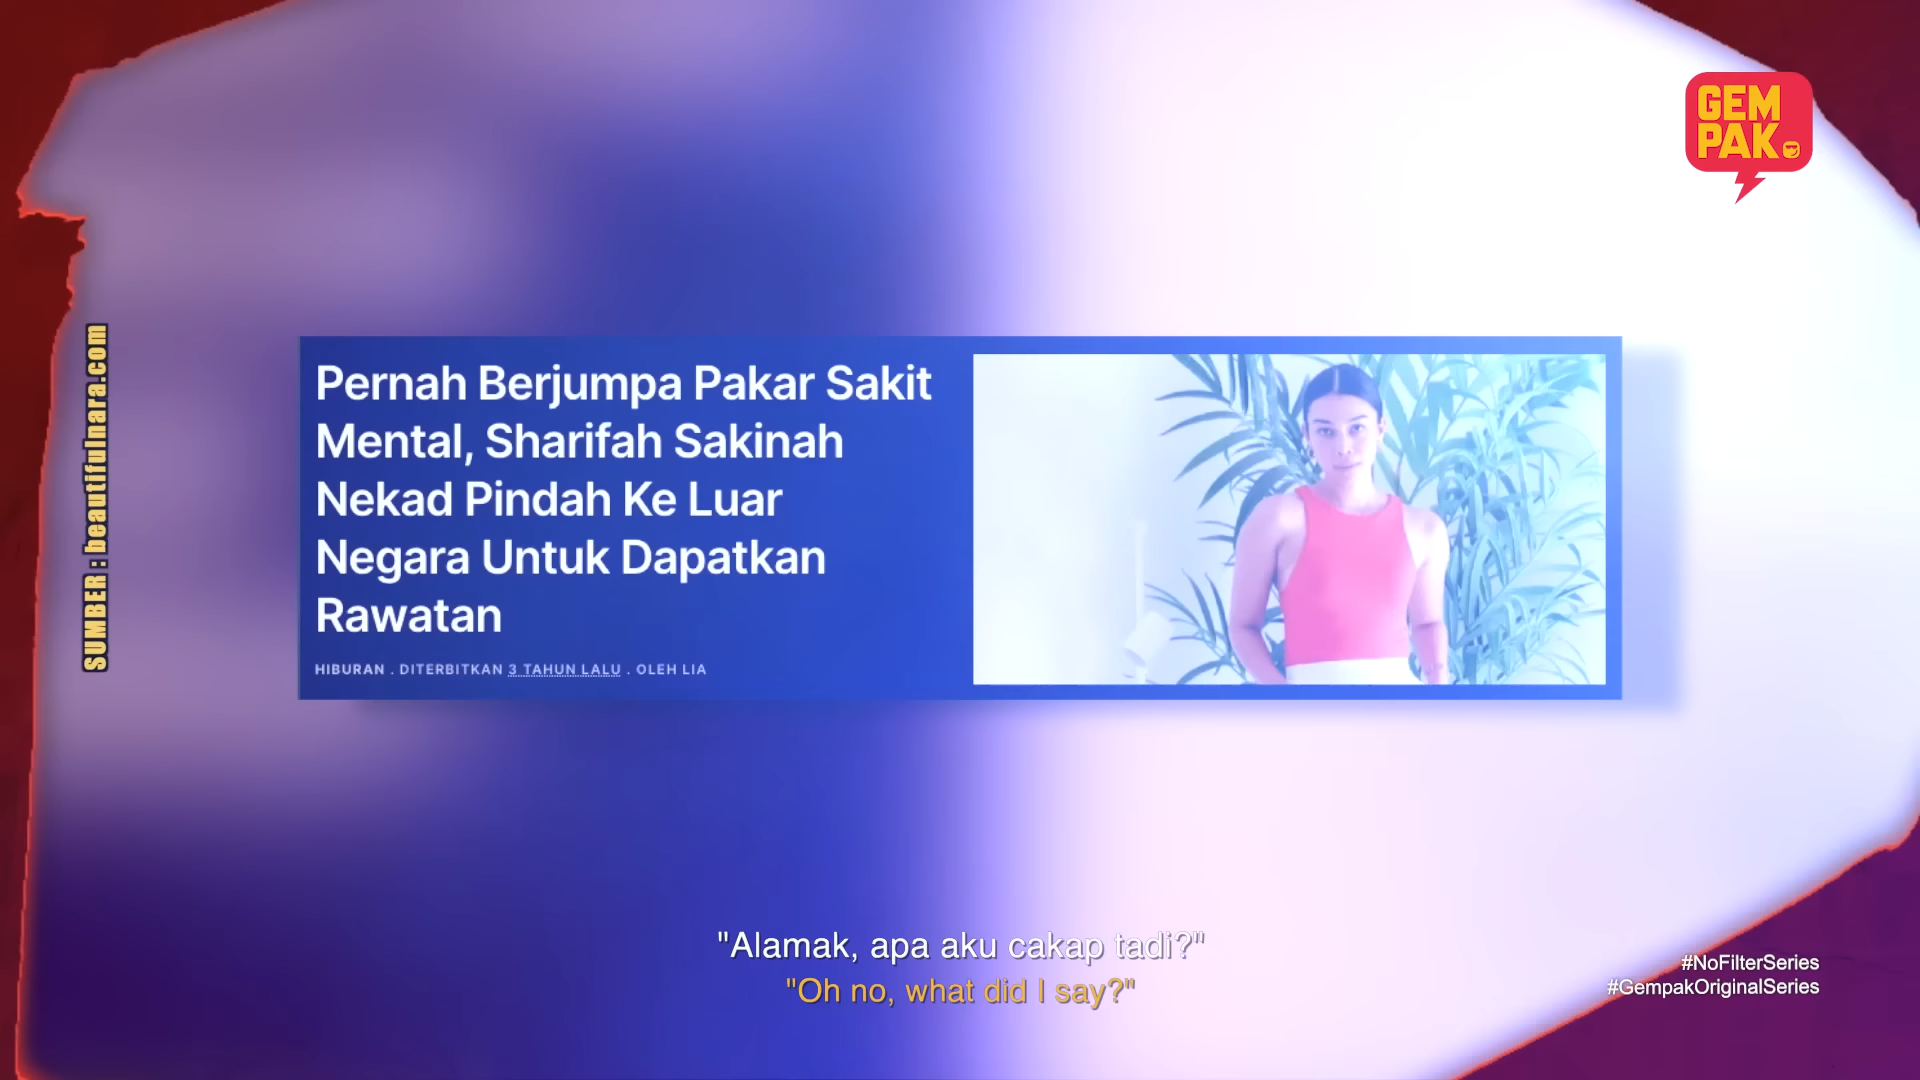 GEM
PAK
SUMBER : beautifulnara.com
Pernah Berjumpa Pakar Sakit
Mental, Sharifah Sakinah
Nekad Pindah Ke Luar
Negara Untuk Dapatkan
Rawatan
HIBURAN . DITERBITKAN 3 TAHUN LALU . OLEH LIA
"Alamak, apa aku cakap tadi?"
"Oh no, what did I say?"
#NoFilterSeries
#GempakOriginalSeries